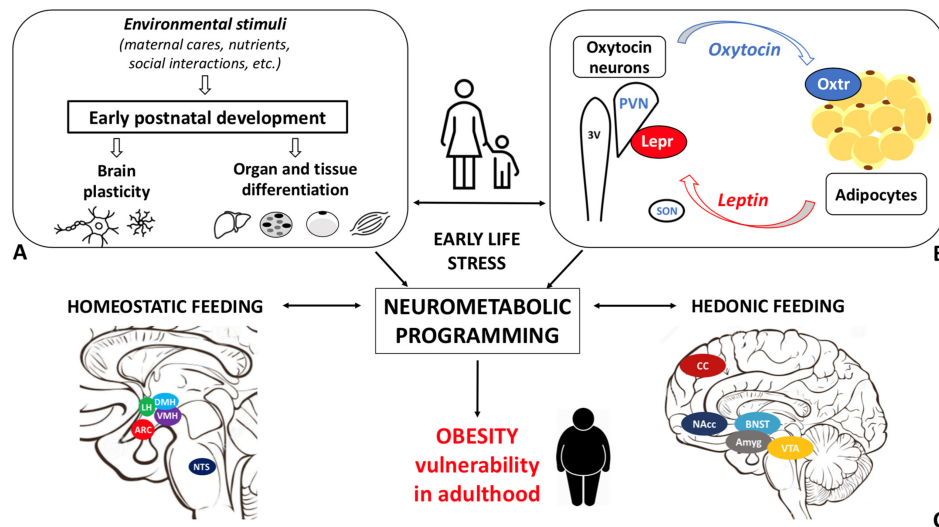 Environmental stimuli
(maternal cares, nutrients,
social interactions, etc.)
Early postnatal development
Brain
plasticity
Organ and tissue
differentiation
A
EARLY LIFE
STRESS
Oxytocin
neurons
Oxytocin
Oxtr
PVN
3V
Lepr
SON
Leptin
Adipocytes
HOMEOSTATIC FEEDING
NEUROMETABOLIC
PROGRAMMING
HEDONIC FEEDING
LH
DMH
VMH
ARC
NTS
OBESITY
vulnerability
in adulthood
CC
NAcc
BNST
Amyg
VTA